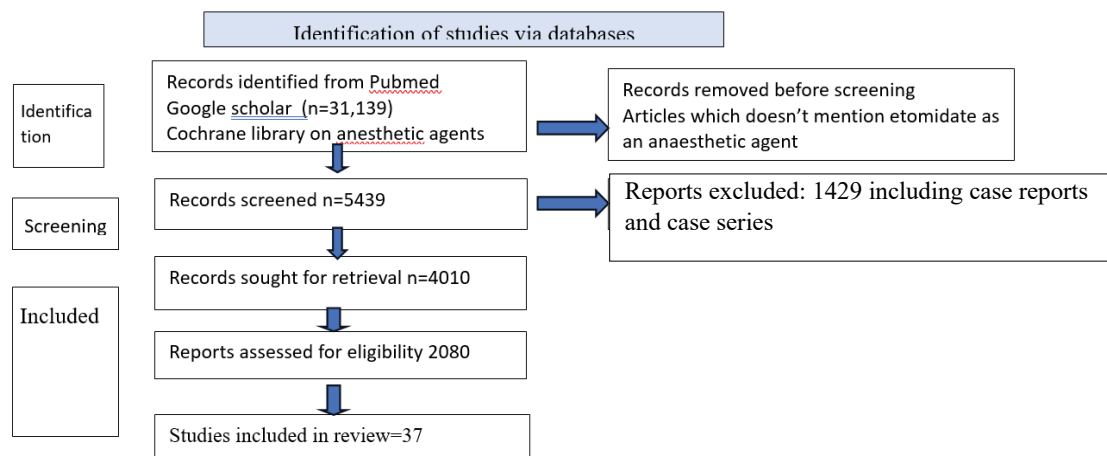 Identification of studies via databases
Identifica
tion
Records identified from Pubmed
Google scholar (n=31,139)
Cochrane library on anesthetic agents
Records removed before screening
Articles which doesn’t mention etomidate as
an anaesthetic agent
Screening
Records screened n=5439
Reports excluded: 1429 including case reports
and case series
Records sought for retrieval n=4010
Included
Reports assessed for eligibility 2080
Studies included in review=37